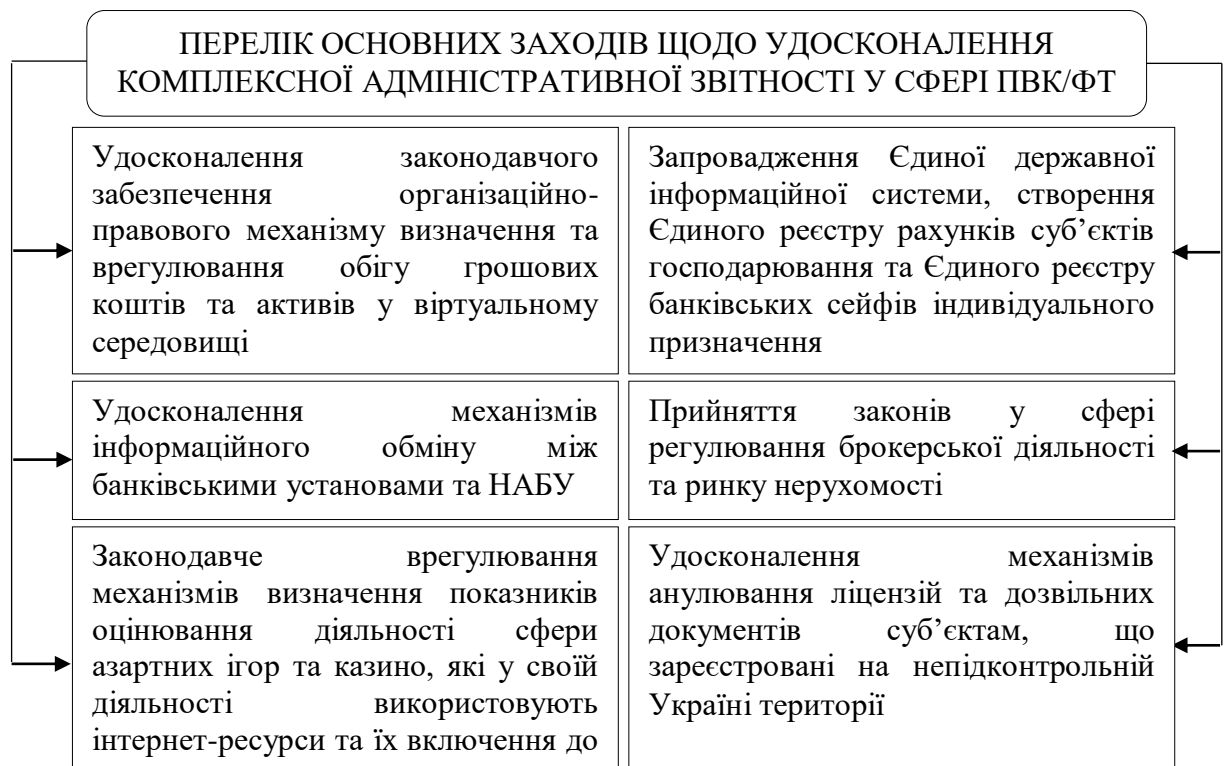 ПЕРЕЛІК ОСНОВНИХ ЗАХОДІВ ЩОДО УДОСКОНАЛЕННЯ
КОМПЛЕКСНОЇ АДМІНІСТРАТИВНОЇ ЗВІТНОСТІ У СФЕРІ ПВК/ФТ
Удосконалення законодавчого
забезпечення організаційно-
правового механізму визначення та
врегулювання обігу грошових
коштів та активів у віртуальному
середовищі
Запровадження Єдиної державної
інформаційної системи, створення
Єдиного реєстру рахунків суб’єктів
господарювання та Єдиного реєстру
банківських сейфів індивідуального
призначення
Удосконалення механізмів
інформаційного обміну між
банківськими установами та НАБУ
Прийняття законів у сфері
регулювання брокерської діяльності
та ринку нерухомості
Законодавче врегулювання
механізмів визначення показників
оцінювання діяльності сфери
азартних ігор та казино, які у своїй
діяльності використовують
інтернет-ресурси та їх включення до
Удосконалення механізмів
анулювання ліцензій та дозвільних
документів суб’єктам, що
зареєстровані на непідконтрольній
Україні території